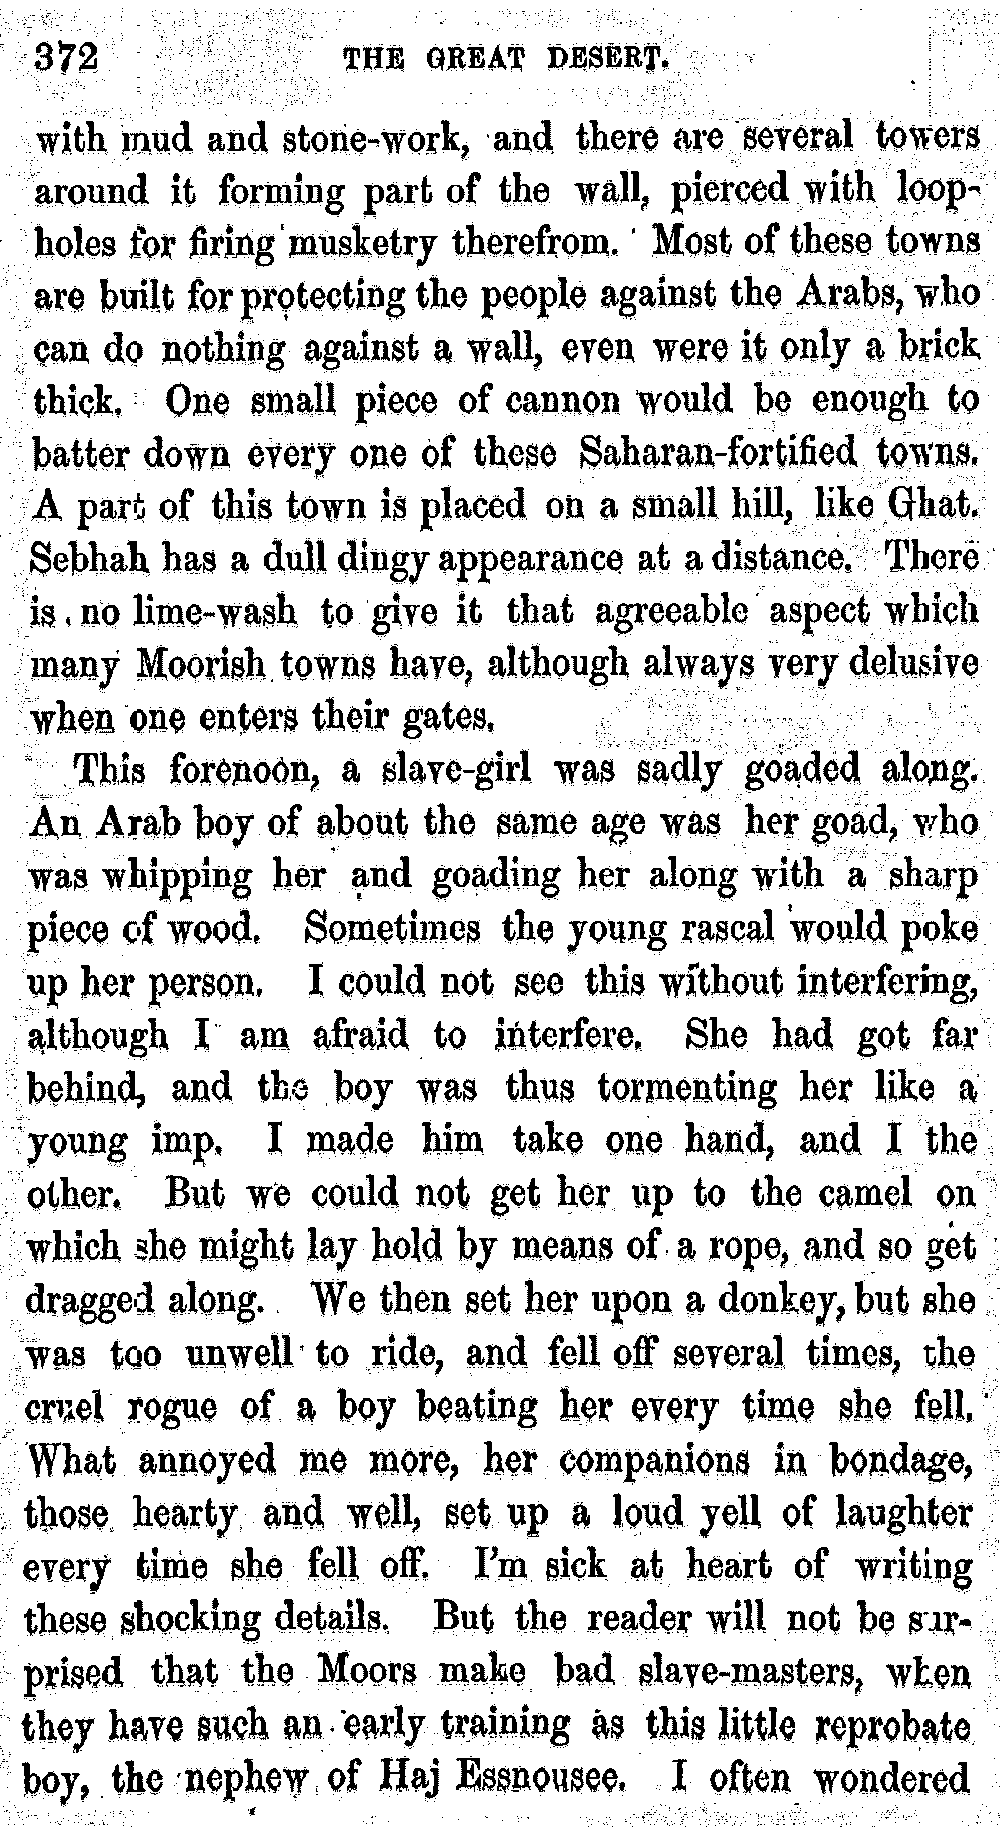 372 THE GREAT DESERT.
with mud and stone-work, and there are several towers
around it forming part of the wall, pierced with loop-
holes for firing musketry therefrom. Most of these towns
are built for protecting the people against the Arabs, who
can do nothing against a wall, even were it only a brick
thick. One small piece of cannon would be enough to
batter down every one of these Saharan-fortified towns.
A part of this town is placed on a small hill, like Ghat.
Sebhah has a dull dingy appearance at a distance. There
is no lime-wash to give it that agreeable aspect which
many Moorish towns have, although always very delusive
when one enters their gates.
This forenoon, a slave-girl was sadly goaded along.
An Arab boy of about the same age was her goad, who
was whipping her and goading her along with a sharp
piece of wood. Sometimes the young rascal would poke
up her person. I could not see this without interfering,
although I am afraid to interfere. She had got far
behind, and the boy was thus tormenting her like a
young imp. I made him take one hand, and I the
other. But we could not get her up to the camel on
which she might lay hold by means of a rope, and so get
dragged along. We then set her upon a donkey, but she
was too unwell to ride, and fell off several times, the
cruel rogue of a boy beating her every time she fell.
What annoyed me more, her companions in bondage,
those hearty and well, set up a loud yell of laughter
every time she fell off. I'm sick at heart of writing
these shocking details. But the reader will not be sur-
prised that the Moors make bad slave-masters, when
they have such an early training as this little reprobate
boy, the nephew of Haj Essnousee. I often wondered